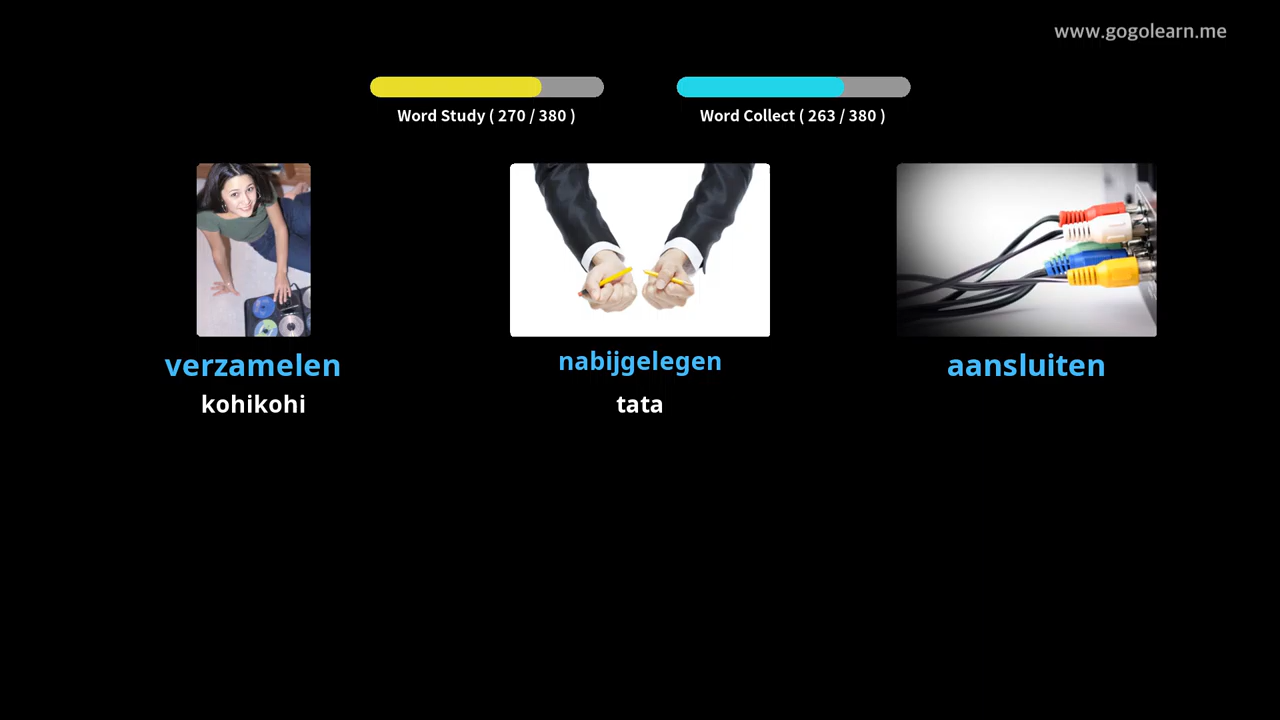 www.gogolearn.me
Word Study ( 270 / 380 )
Word Collect ( 263 / 380 )
verzamelen
kohikohi
nabijgelegen
tata
aansluiten